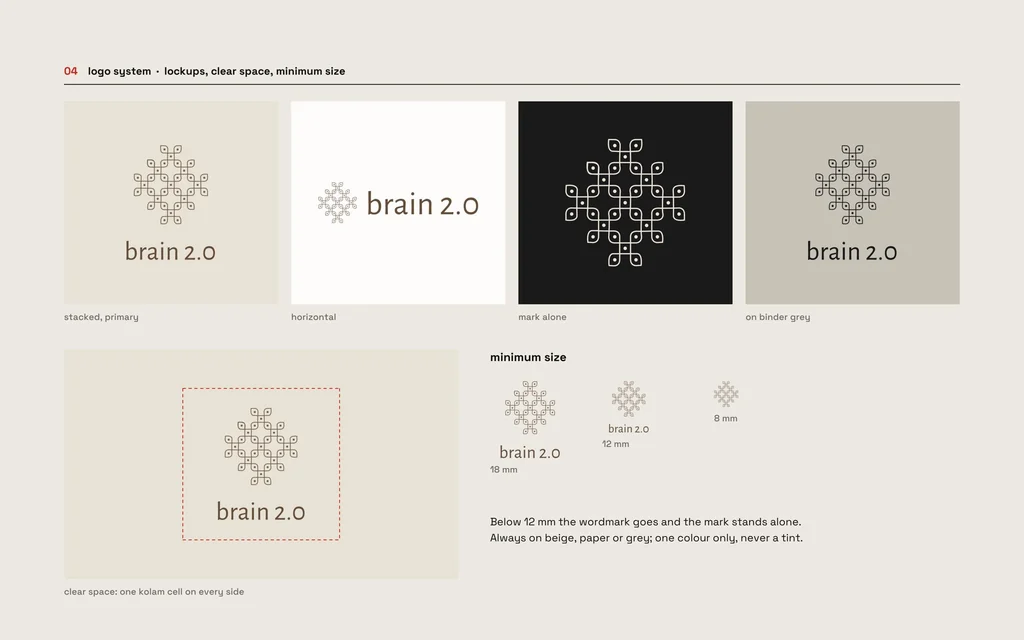 04 logo system · lockups, clear space, minimum size
brain 2.0
brain 2.0
brain 2.0
stacked, primary
horizontal
mark alone
on binder grey
brain 2.0
clear space: one kolam cell on every side
minimum size
brain 2.0
18 mm
brain 2.0
12 mm
8 mm
Below 12 mm the wordmark goes and the mark stands alone.
Always on beige, paper or grey; one colour only, never a tint.